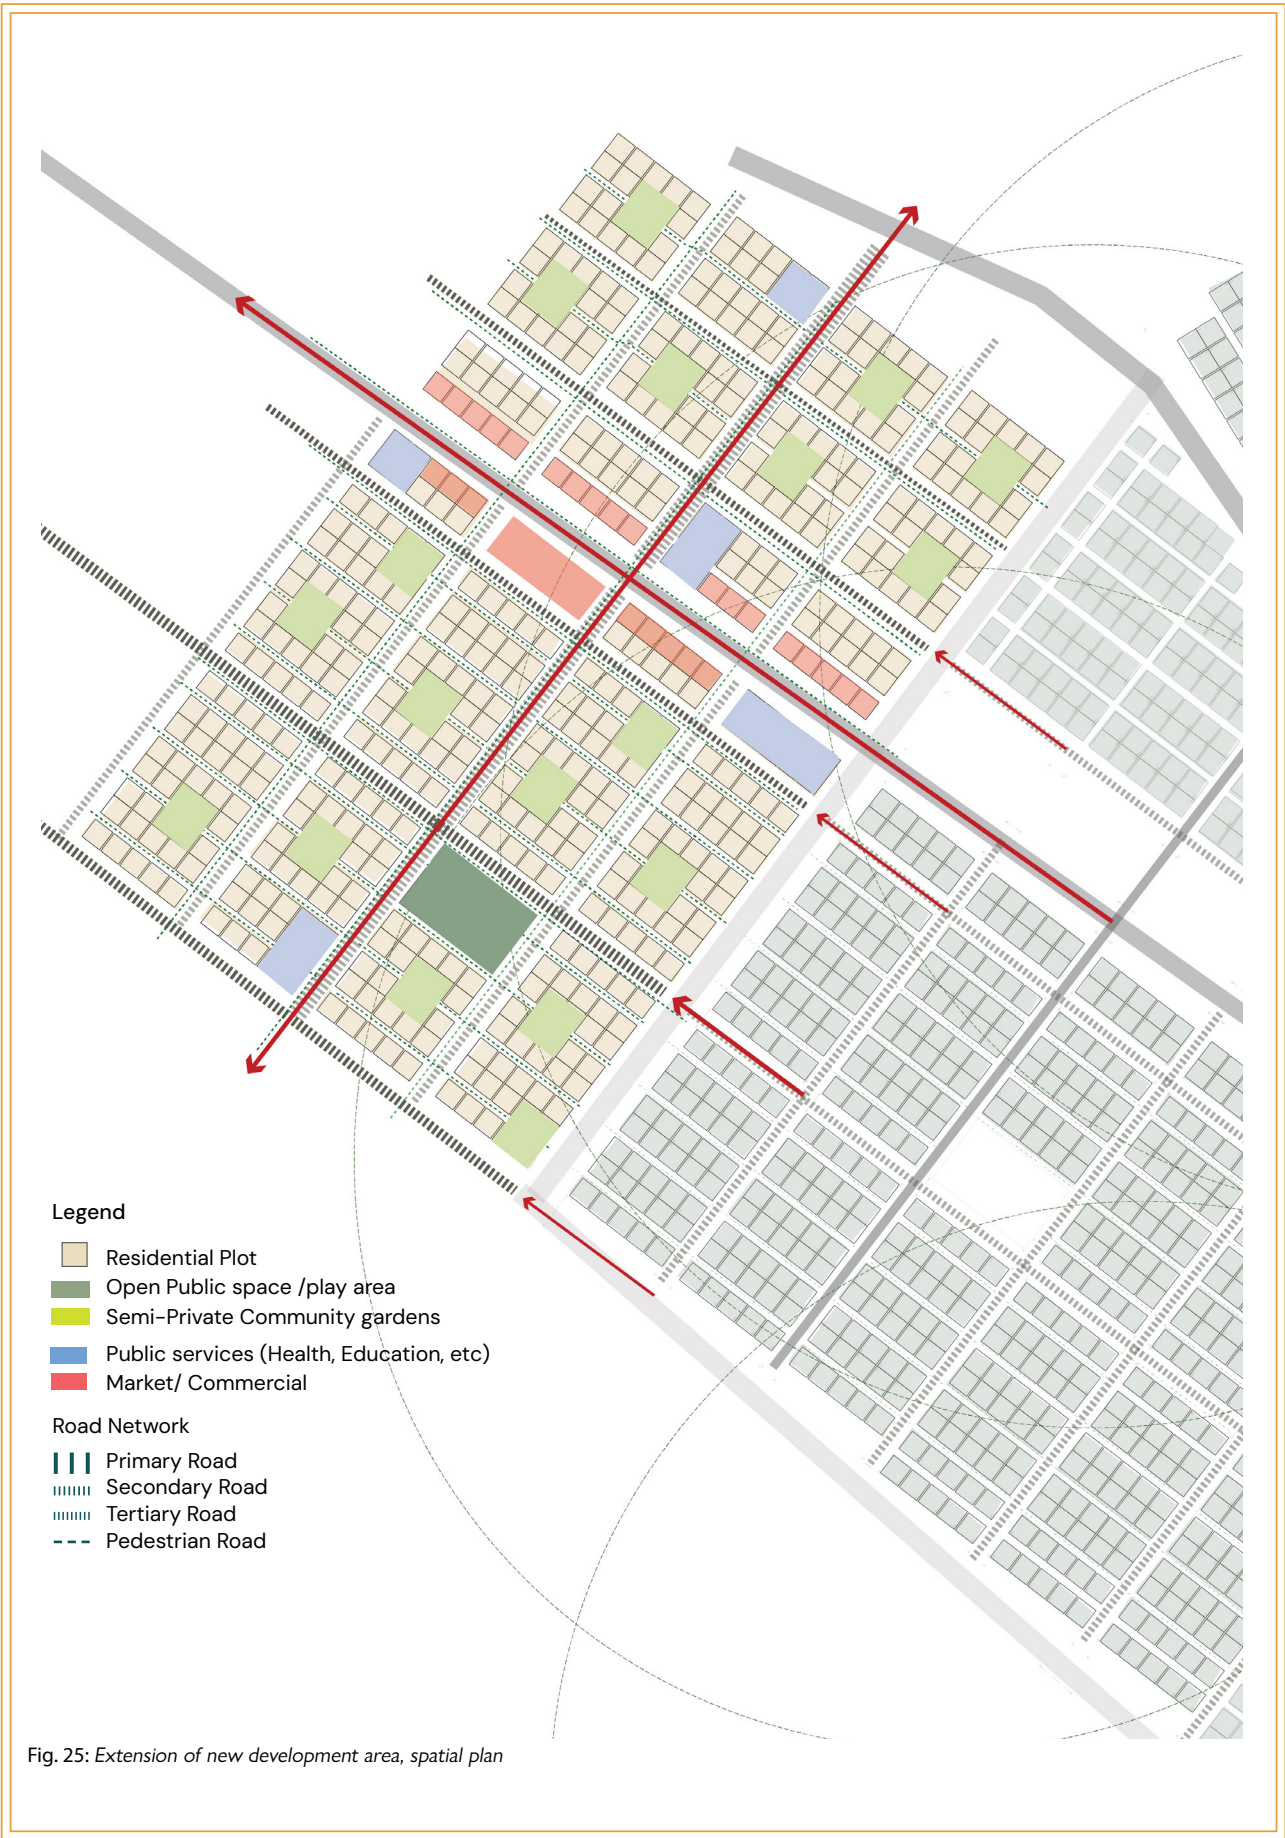 Legend
Residential Plot
Open Public space /play area
Semi-Private Community gardens
Public services (Health, Education, etc)
Market/ Commercial
Road Network
Primary Road
Secondary Road
Tertiary Road
Pedestrian Road
Fig. 25: Extension of new development area, spatial plan